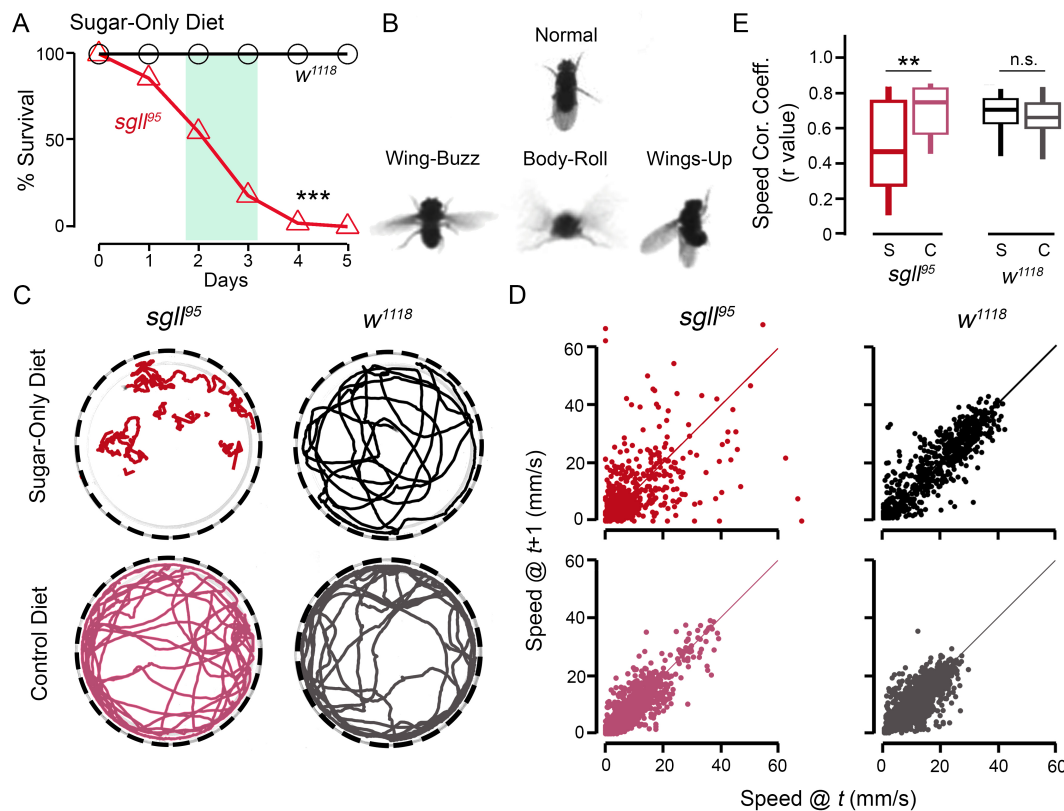 A
Sugar-Only Diet
% Survival
100
50
0
w1118
sgll95
***
0 1 2 3 4 5
Days
B
Normal
Wing-Buzz
Body-Roll
Wings-Up
E
Speed Cor. Coeff.
(r value)
1.0
0.8
0.6
0.4
0.2
0.0
**
n.s.
S C S C
sgll95
w1118
C
sgll95
w1118
Sugar-Only Diet
Control Diet
D
sgll95
w1118
Speed @ t+1 (mm/s)
60
40
20
0
60
40
20
0
0 20 40 60
0 20 40 60
Speed @ t (mm/s)